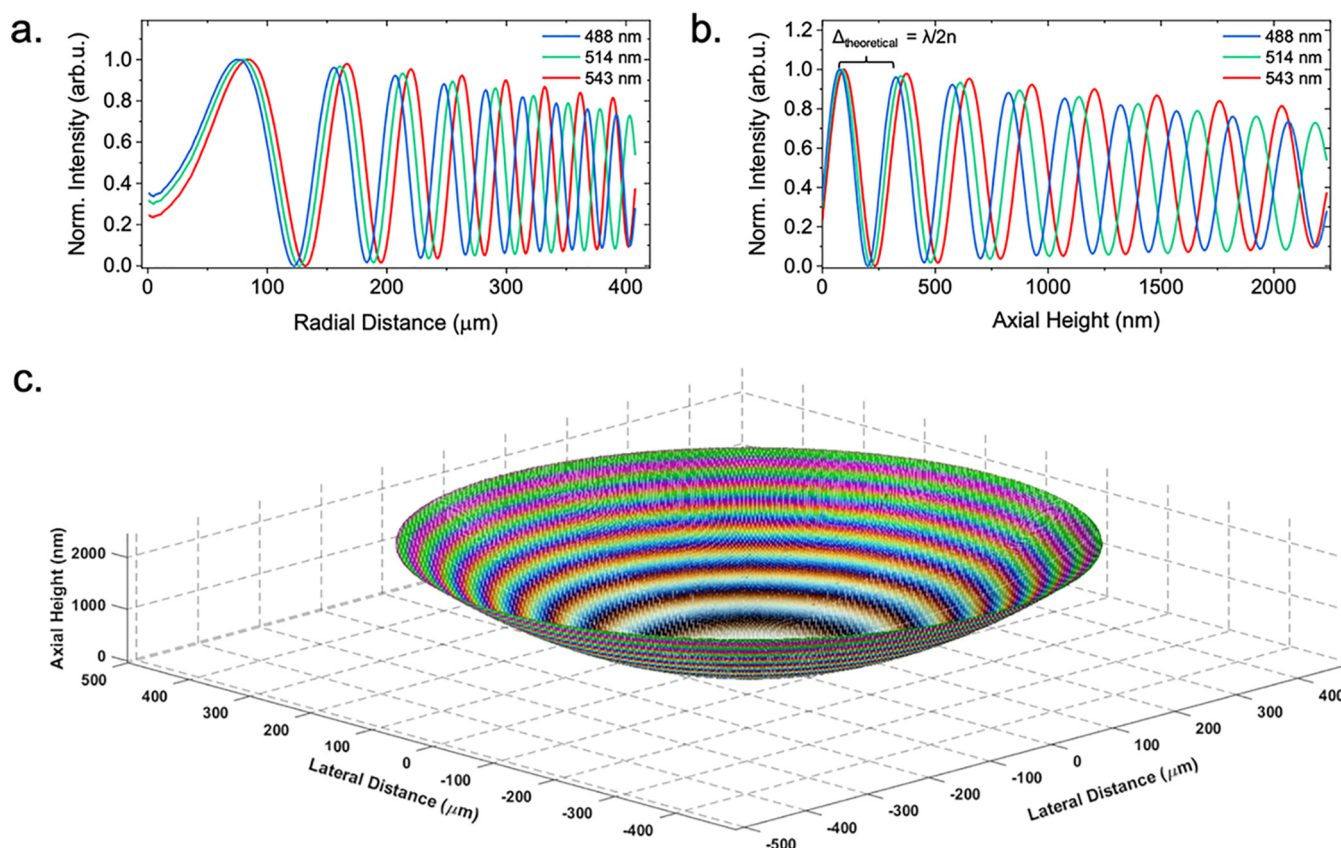 a.
Norm. Intensity (arb.u.)
1.0
0.8
0.6
0.4
0.2
0.0
488 nm
514 nm
543 nm
0 100 200 300 400
Radial Distance (μm)
b.
Norm. Intensity (arb.u.)
1.2
1.0
0.8
0.6
0.4
0.2
0.0
Δtheoretical = λ/2n
488 nm
514 nm
543 nm
0 500 1000 1500 2000
Axial Height (nm)
c.
Axial Height (nm)
2000
1000
0
500
400
300
200
100
0
-100
-200
-300
-400
Lateral Distance (μm)
-500
-400
-300
-200
-100
0
100
200
300
400
Lateral Distance (μm)